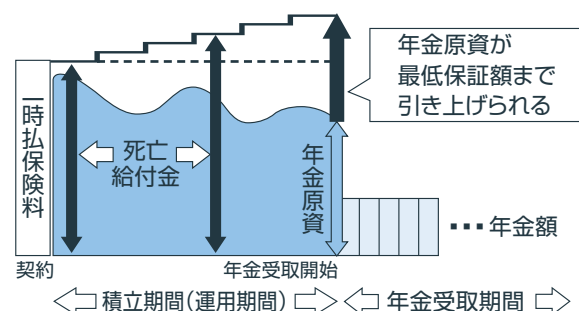 年金原資が
最低保証額まで
引き上げられる
一時払保険料
死亡
給付金
年金原資
･･･年金額
契約
年金受取開始
積立期間(運用期間)
年金受取期間